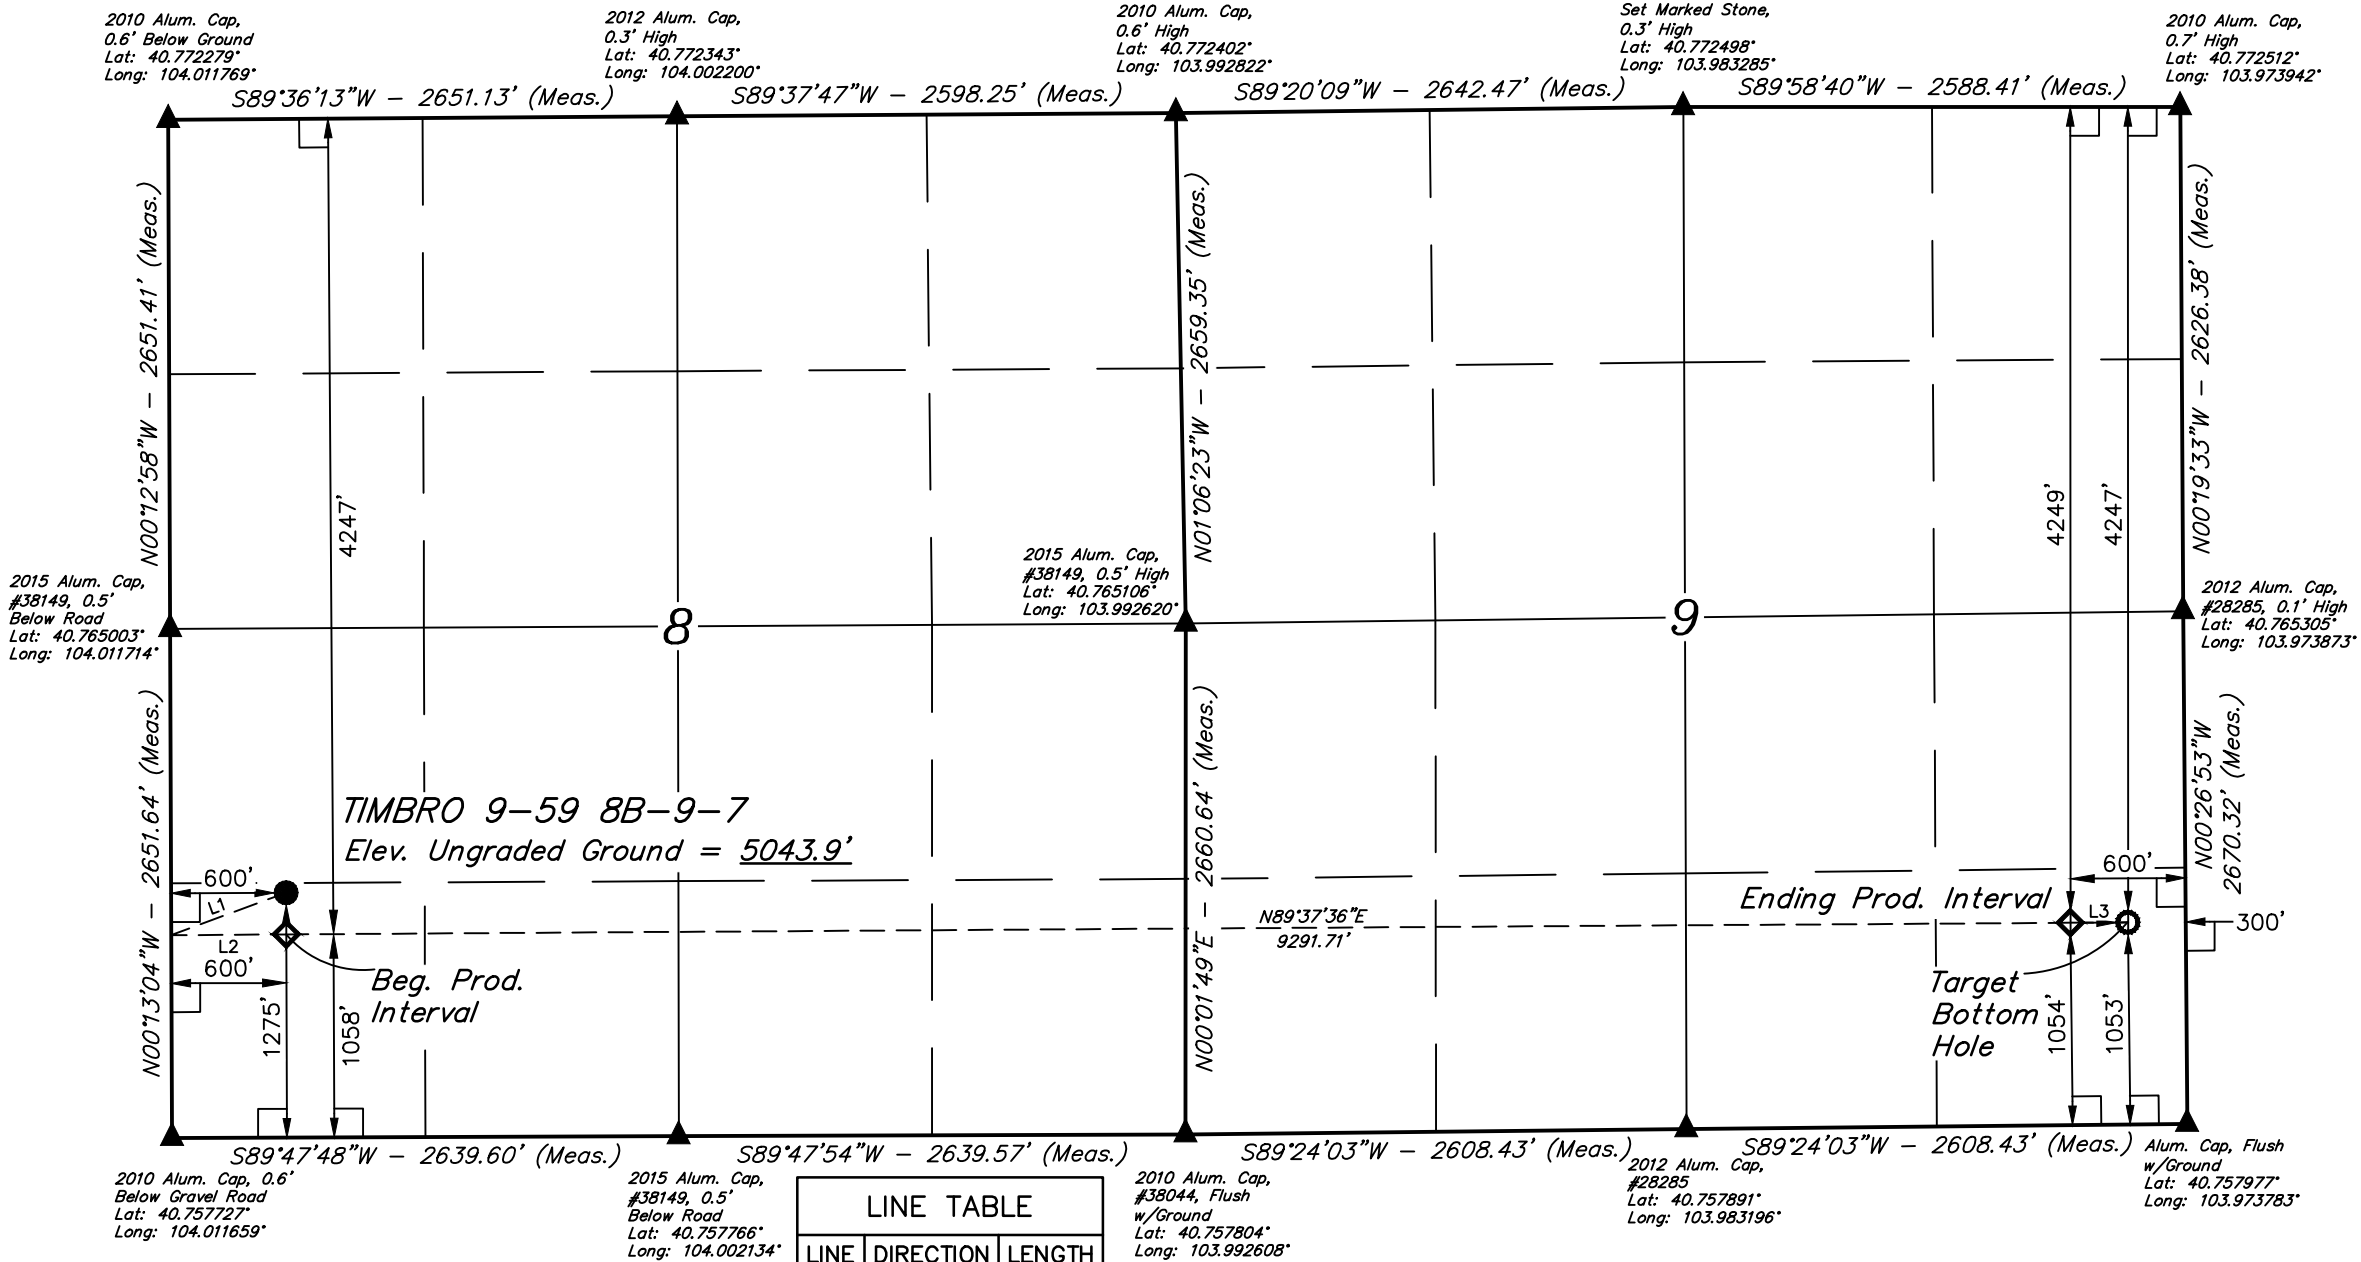 2010 Alum. Cap,
0.6' Below Ground
Lat: 40.772279°
Long: 104.011769°
2012 Alum. Cap,
0.3' High
Lat: 40.772343°
Long: 104.002200°
2010 Alum. Cap,
0.6' High
Lat: 40.772402°
Long: 103.992822°
Set Marked Stone,
0.3' High
Lat: 40.772498°
Long: 103.983285°
2010 Alum. Cap,
0.7' High
Lat: 40.772512°
Long: 103.973942°
S89°36'13"W – 2651.13' (Meas.)
S89°37'47"W – 2598.25' (Meas.)
S89°20'09"W – 2642.47' (Meas.)
S89°58'40"W – 2588.41' (Meas.)
N00°12'58"W – 2651.41' (Meas.)
4247'
N01°06'23"W – 2659.35' (Meas.)
4249'
4247'
N00°19'33"W – 2626.38' (Meas.)
2015 Alum. Cap,
#38149, 0.5'
Below Road
Lat: 40.765003°
Long: 104.011714°
8
2015 Alum. Cap,
#38149, 0.5' High
Lat: 40.765106°
Long: 103.992620°
9
2012 Alum. Cap,
#28285, 0.1' High
Lat: 40.765305°
Long: 103.973873°
N00°13'04"W – 2651.64' (Meas.)
TIMBRO 9-59 8B-9-7
Elev. Ungraded Ground = 5043.9'
600'
L1
L2
600'
Beg. Prod.
Interval
1275'
1058'
N00°01'49"E – 2660.64' (Meas.)
N89°37'36"E
9291.71'
Ending Prod. Interval
600'
L3
300'
Target
Bottom
Hole
1054'
1053'
N00°26'53"W
2670.32' (Meas.)
S89°47'48"W – 2639.60' (Meas.)
S89°47'54"W – 2639.57' (Meas.)
S89°24'03"W – 2608.43' (Meas.)
S89°24'03"W – 2608.43' (Meas.)
2010 Alum. Cap, 0.6'
Below Gravel Road
Lat: 40.757727°
Long: 104.011659°
2015 Alum. Cap,
#38149, 0.5'
Below Road
Lat: 40.757766°
Long: 104.002134°
2010 Alum. Cap,
#38044, Flush
w/Ground
Lat: 40.757804°
Long: 103.992608°
2012 Alum. Cap,
#28285
Lat: 40.757891°
Long: 103.983196°
Alum. Cap, Flush
w/Ground
Lat: 40.757977°
Long: 103.973783°
LINE TABLE
LINE DIRECTION LENGTH